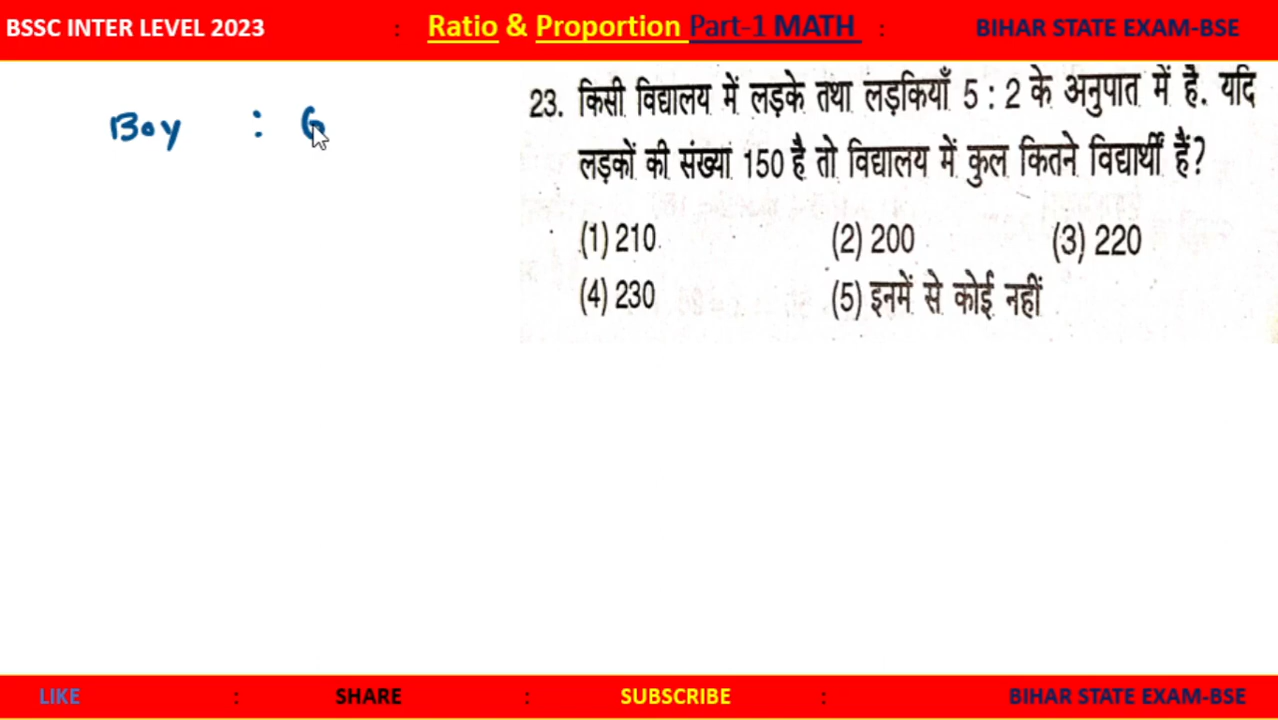 BSSC INTER LEVEL 2023 : Ratio & Proportion Part-1 MATH : BIHAR STATE EXAM-BSE
Boy : G
23. किसी विद्यालय में लड़के तथा लड़कियाँ 5 : 2 के अनुपात में है. यदि
लड़कों की संख्यां 150 है तो विद्यालय में कुल कितने विद्यार्थी हैं?
(1) 210 (2) 200 (3) 220
(4) 230 (5) इनमें से कोई नहीं
LIKE : SHARE : SUBSCRIBE : BIHAR STATE EXAM-BSE